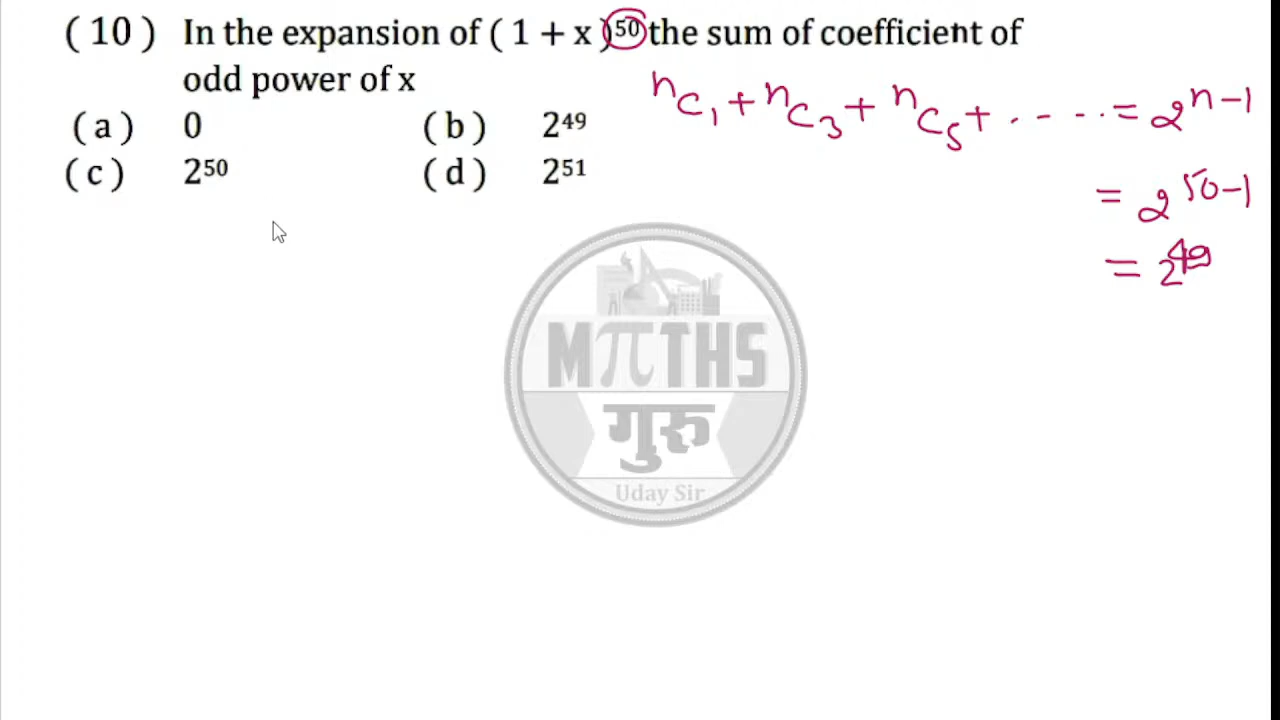 ( 10 ) In the expansion of ( 1 + x )⁵⁰ the sum of coefficient of
odd power of x
ⁿC₁ + ⁿC₃ + ⁿC₅ + ..... = 2ⁿ⁻¹
( a ) 0 ( b ) 2⁴⁹
( c ) 2⁵⁰ ( d ) 2⁵¹
= 2⁵⁰⁻¹
= 2⁴⁹
MπTHS
गुरु
Uday Sir